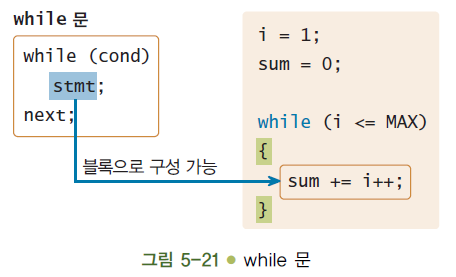 while 문
while (cond)
stmt;
next;
블록으로 구성 가능
i = 1;
sum = 0;
while (i <= MAX)
{
sum += i++;
}
그림 5-21 ● while 문